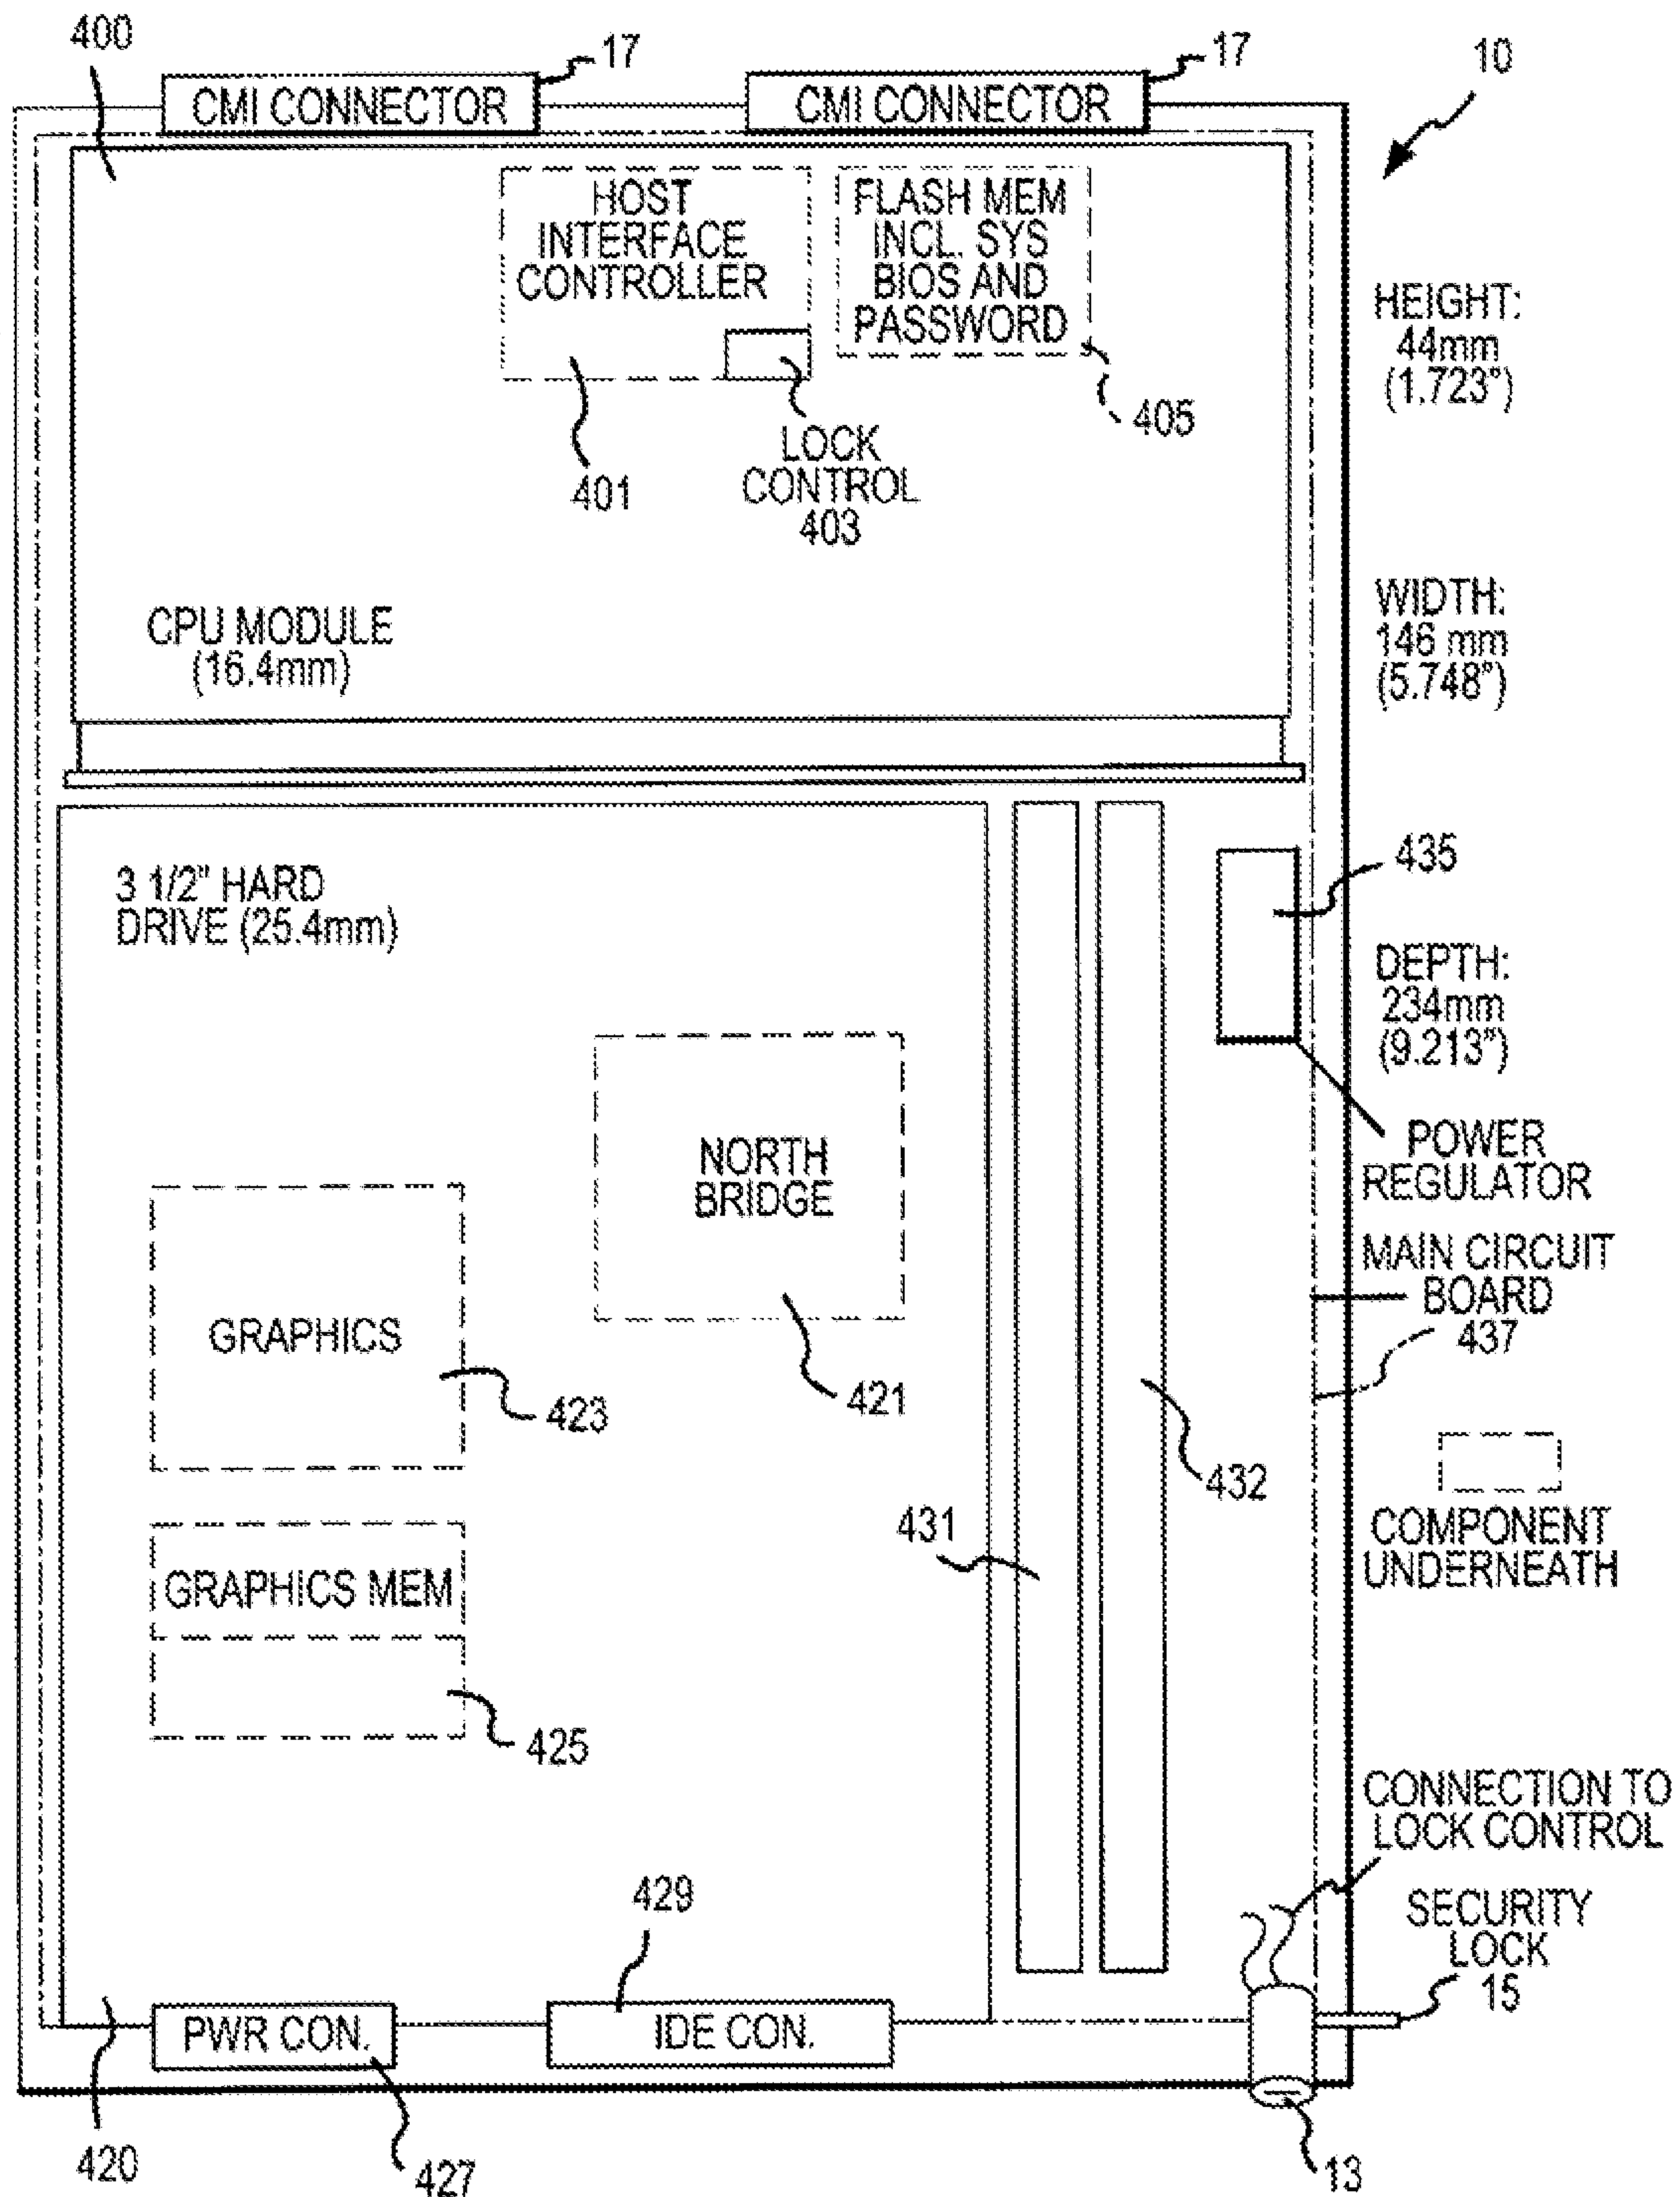 400
17
17
10
CMI CONNECTOR
CMI CONNECTOR
HOST
INTERFACE
CONTROLLER
FLASH MEM
INCL. SYS
BIOS AND
PASSWORD
HEIGHT:
44mm
(1.723")
401
LOCK
CONTROL
403
405
CPU MODULE
(16.4mm)
WIDTH:
146 mm
(5.748")
3 1/2" HARD
DRIVE (25.4mm)
435
DEPTH:
234mm
(9.213")
NORTH
BRIDGE
POWER
REGULATOR
GRAPHICS
MAIN CIRCUIT
BOARD
437
423
421
432
431
COMPONENT
UNDERNEATH
GRAPHICS MEM
425
CONNECTION TO
LOCK CONTROL
429
SECURITY
LOCK
15
PWR CON.
IDE CON.
420
427
13